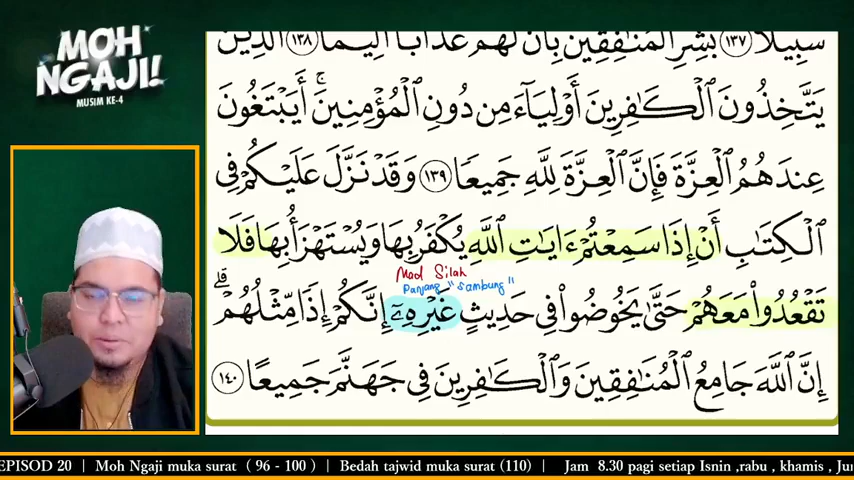 MOH
NGAJI!
MUSIM KE-4
سَبِيلًا ١٣٧ بَشِّرِ ٱلْمُنَٰفِقِينَ بِأَنَّ لَهُمْ عَذَابًا أَلِيمًا ١٣٨ ٱلَّذِينَ
يَتَّخِذُونَ ٱلْكَٰفِرِينَ أَوْلِيَآءَ مِن دُونِ ٱلْمُؤْمِنِينَۚ أَيَبْتَغُونَ
عِندَهُمُ ٱلْعِزَّةَ فَإِنَّ ٱلْعِزَّةَ لِلَّهِ جَمِيعًا ١٣٩ وَقَدْ نَزَّلَ عَلَيْكُمْ فِى
ٱلْكِتَٰبِ أَنْ إِذَا سَمِعْتُمْ ءَايَٰتِ ٱللَّهِ يُكْفَرُ بِهَا وَيُسْتَهْزَأُ بِهَا فَلَا
Mad Silah
Panjang "sambung"
تَقْعُدُوا۟ مَعَهُمْ حَتَّىٰ يَخُوضُوا۟ فِى حَدِيثٍ غَيْرِهِۦٓ إِنَّكُمْ إِذًا مِّثْلُهُمْۗ
إِنَّ ٱللَّهَ جَامِعُ ٱلْمُنَٰفِقِينَ وَٱلْكَٰفِرِينَ فِى جَهَنَّمَ جَمِيعًا ١٤٠
EPISOD 20 | Moh Ngaji muka surat ( 96 - 100 ) | Bedah tajwid muka surat (110) | Jam 8.30 pagi setiap Isnin ,rabu , khamis , Jum